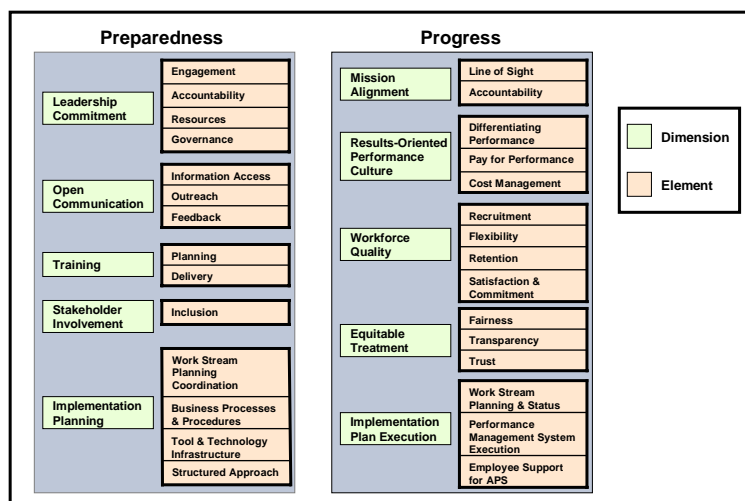 Preparedness
Leadership
Commitment
Engagement
Accountability
Resources
Governance
Open
Communication
Information Access
Outreach
Feedback
Training
Planning
Delivery
Stakeholder
Involvement
Inclusion
Implementation
Planning
Work Stream
Planning
Coordination
Business Processes
& Procedures
Tool & Technology
Infrastructure
Structured Approach
Progress
Mission
Alignment
Line of Sight
Accountability
Results-Oriented
Performance
Culture
Differentiating
Performance
Pay for Performance
Cost Management
Workforce
Quality
Recruitment
Flexibility
Retention
Satisfaction &
Commitment
Equitable
Treatment
Fairness
Transparency
Trust
Implementation
Plan Execution
Work Stream
Planning & Status
Performance
Management System
Execution
Employee Support
for APS
Dimension
Element